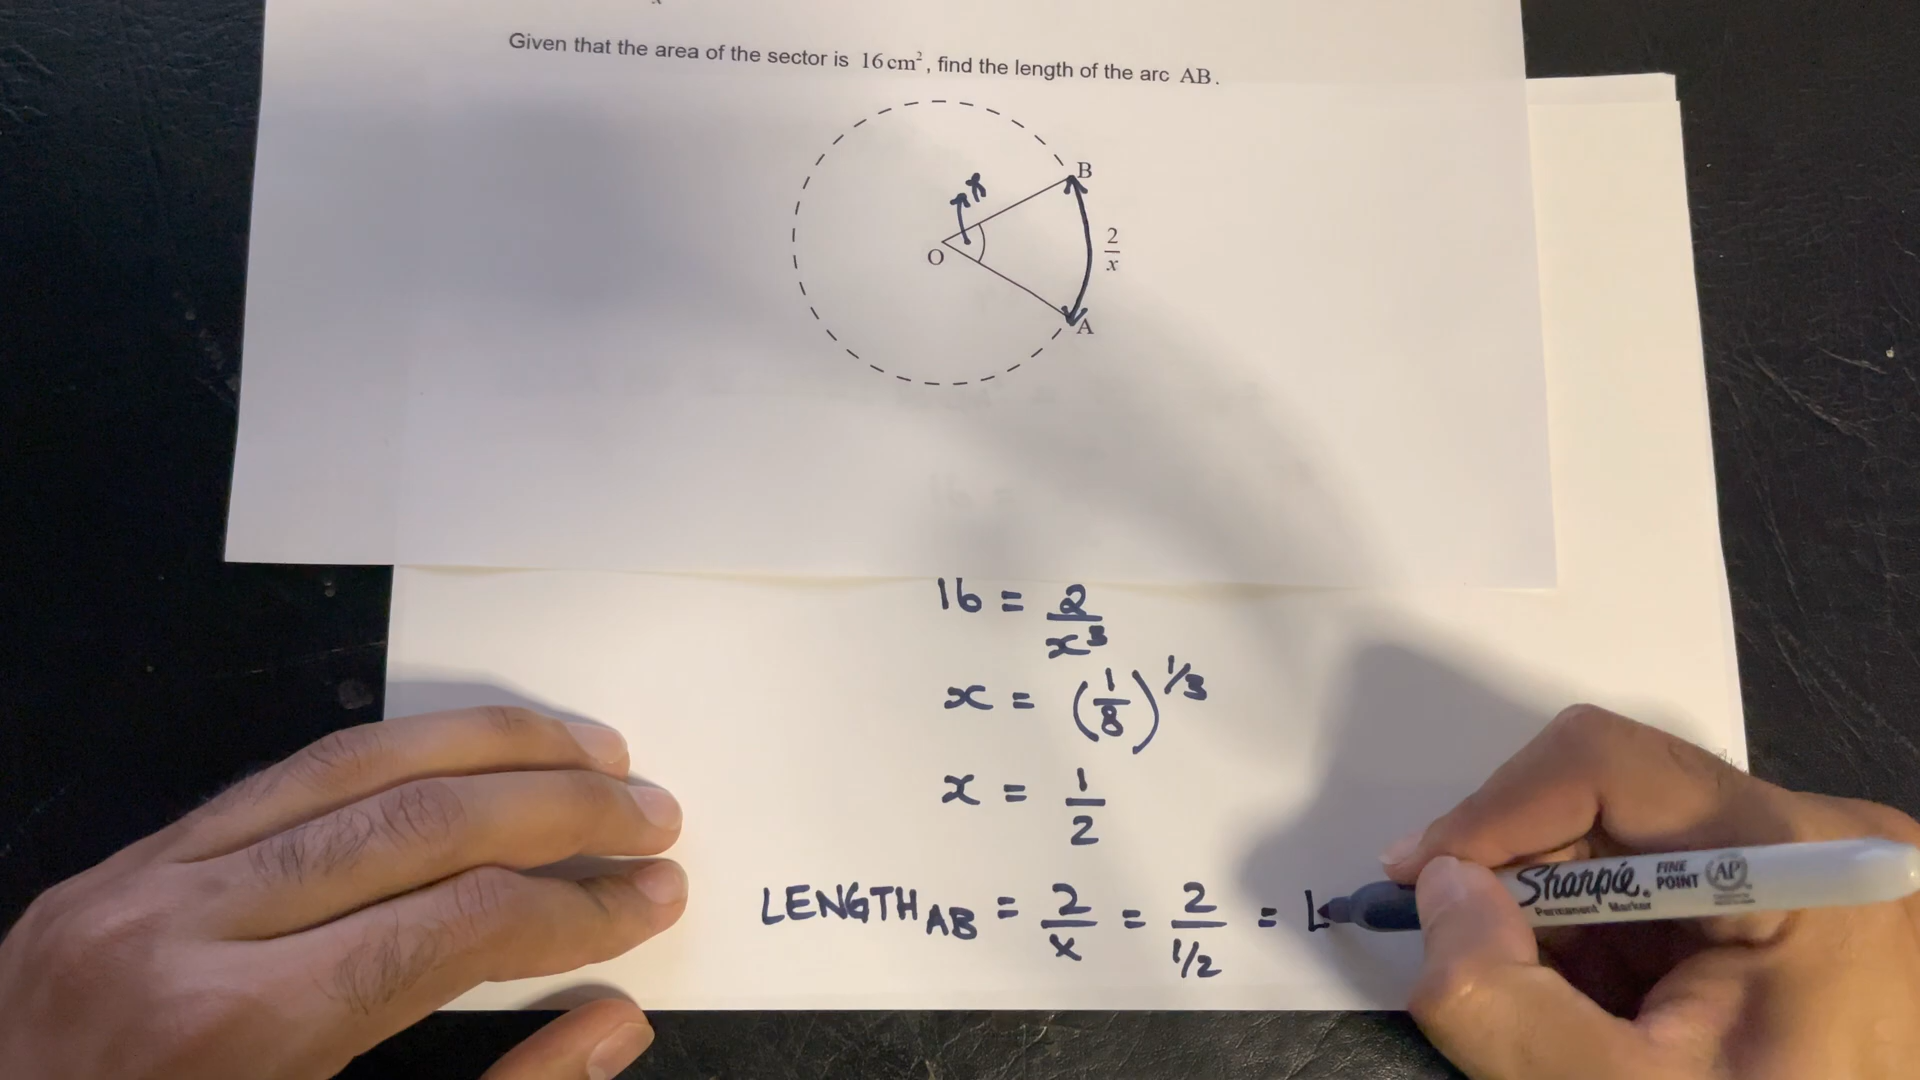 Given that the area of the sector is 16 cm², find the length of the arc AB.
B
x
2/x
O
A
16 = 2/x³
x = (1/8)^1/3
x = 1/2
LENGTH AB = 2/x = 2/1/2 =
Sharpie. FINE POINT AP
Permanent Marker